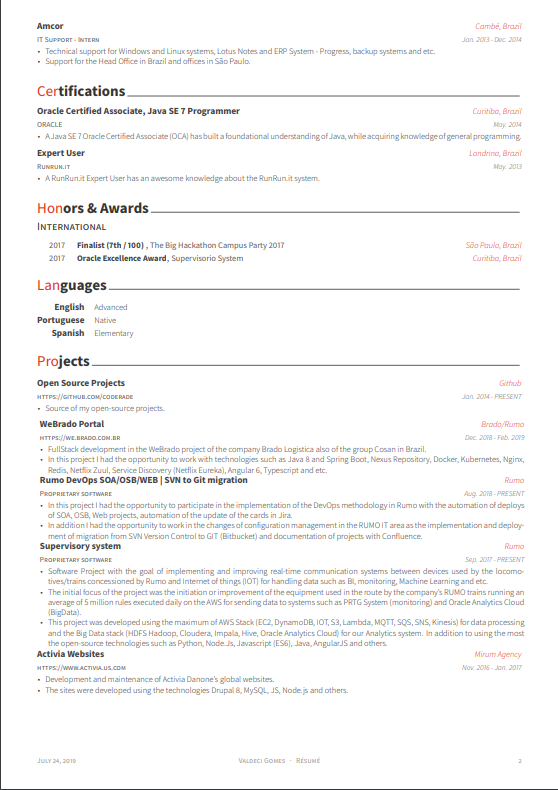 Amcor Cambé, Brazil
IT Support - Intern Jan. 2013 - Dec. 2014
• Technical support for Windows and Linux systems, Lotus Notes and ERP System - Progress, backup systems and etc.
• Support for the Head Office in Brazil and offices in São Paulo.
Certifications
Oracle Certified Associate, Java SE 7 Programmer Curitiba, Brazil
Oracle May. 2014
• A Java SE 7 Oracle Certified Associate (OCA) has built a foundational understanding of Java, while acquiring knowledge of general programming.
Expert User Londrina, Brazil
Runrun.it May. 2013
• A RunRun.it Expert User has an awesome knowledge about the RunRun.it system.
Honors & Awards
International
2017 Finalist (7th / 100) , The Big Hackathon Campus Party 2017 São Paulo, Brazil
2017 Oracle Excellence Award, Supervisorio System Curitiba, Brazil
Languages
English Advanced
Portuguese Native
Spanish Elementary
Projects
Open Source Projects Github
https://github.com/coderade Jan. 2014 - PRESENT
• Source of my open-source projects.
WeBrado Portal Brado/Rumo
https://we.brado.com.br Dec. 2018 - Feb. 2019
• FullStack development in the WeBrado project of the company Brado Logistica also of the group Cosan in Brazil.
• In this project I had the opportunity to work with technologies such as Java 8 and Spring Boot, Nexus Repository, Docker, Kubernetes, Nginx,
Redis, Netflix Zuul, Service Discovery (Netflix Eureka), Angular 6, Typescript and etc.
Rumo DevOps SOA/OSB/WEB | SVN to Git migration Rumo
Proprietary software Aug. 2018 - PRESENT
• In this project I had the opportunity to participate in the implementation of the DevOps methodology in Rumo with the automation of deploys
of SOA, OSB, Web projects, automation of the update of the cards in Jira.
• In addition I had the opportunity to work in the changes of configuration management in the RUMO IT area as the implementation and deploy-
ment of migration from SVN Version Control to GIT (Bitbucket) and documentation of projects with Confluence.
Supervisory system Rumo
Proprietary software Sep. 2017 - PRESENT
• Software Project with the goal of implementing and improving real-time communication systems between devices used by the locomo-
tives/trains concessioned by Rumo and Internet of things (IOT) for handling data such as BI, monitoring, Machine Learning and etc.
• The initial focus of the project was the initiation or improvement of the equipment used in the route by the company's RUMO trains running an
average of 5 million rules executed daily on the AWS for sending data to systems such as PRTG System (monitoring) and Oracle Analytics Cloud
(BigData).
• This project was developed using the maximum of AWS Stack (EC2, DynamoDB, IOT, S3, Lambda, MQTT, SQS, SNS, Kinesis) for data processing
and the Big Data stack (HDFS Hadoop, Cloudera, Impala, Hive, Oracle Analytics Cloud) for our Analytics system. In addition to using the most
the open-source technologies such as Python, Node.Js, Javascript (ES6), Java, AngularJS and others.
Activia Websites Mirum Agency
https://www.activia.us.com Nov. 2016 - Jan. 2017
• Development and maintenance of Activia Danone's global websites.
• The sites were developed using the technologies Drupal 8, MySQL, JS, Node.js and others.
July 24, 2019 Valdeci Gomes · Résumé 2